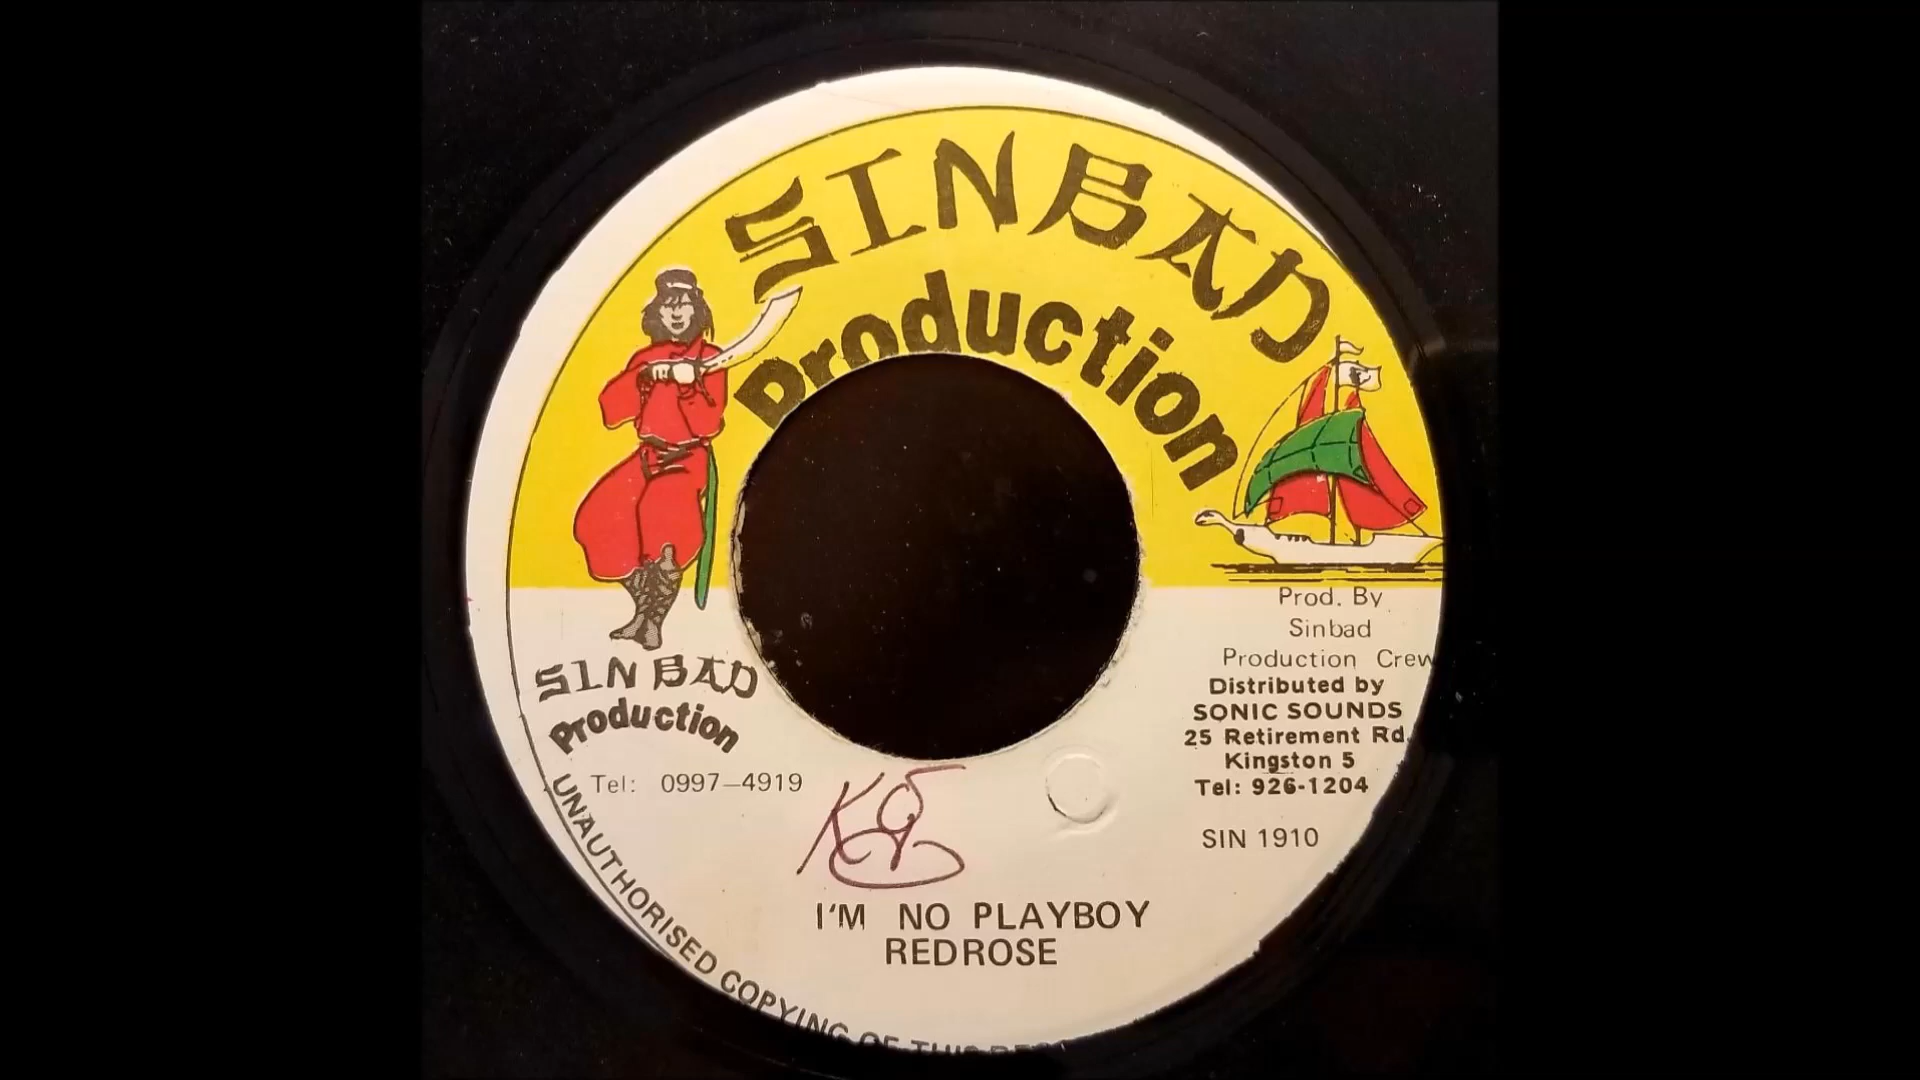 SINBAD
Production
Prod. By
Sinbad
Production Crew
Distributed by
SONIC SOUNDS
25 Retirement Rd.
Kingston 5
Tel: 926-1204
SIN 1910
SINBAD
Production
Tel: 0997-4919
I'M NO PLAYBOY
REDROSE
UNAUTHORISED COPYING OF THIS